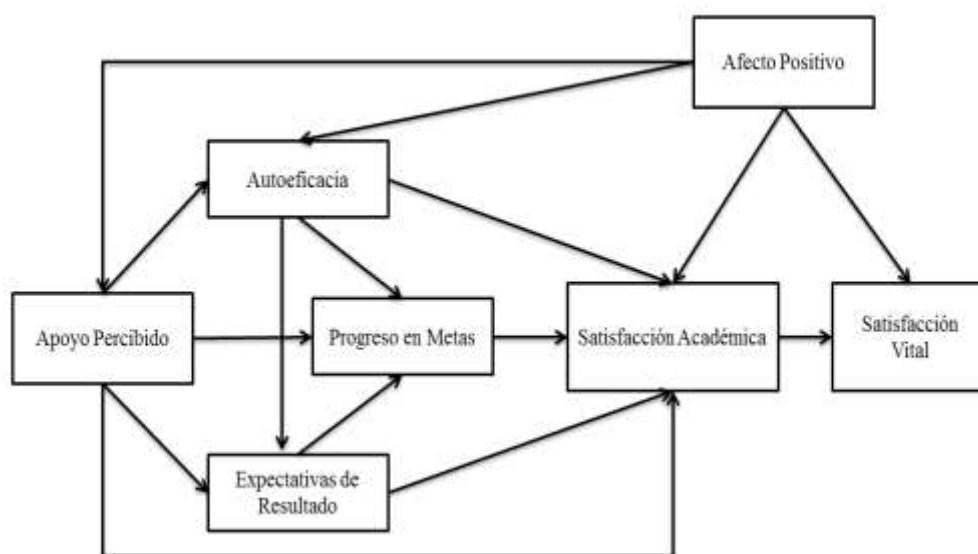 Afecto Positivo
Autoeficacia
Apoyo Percibido
Progreso en Metas
Satisfacción Académica
Satisfacción
Vital
Expectativas de
Resultado